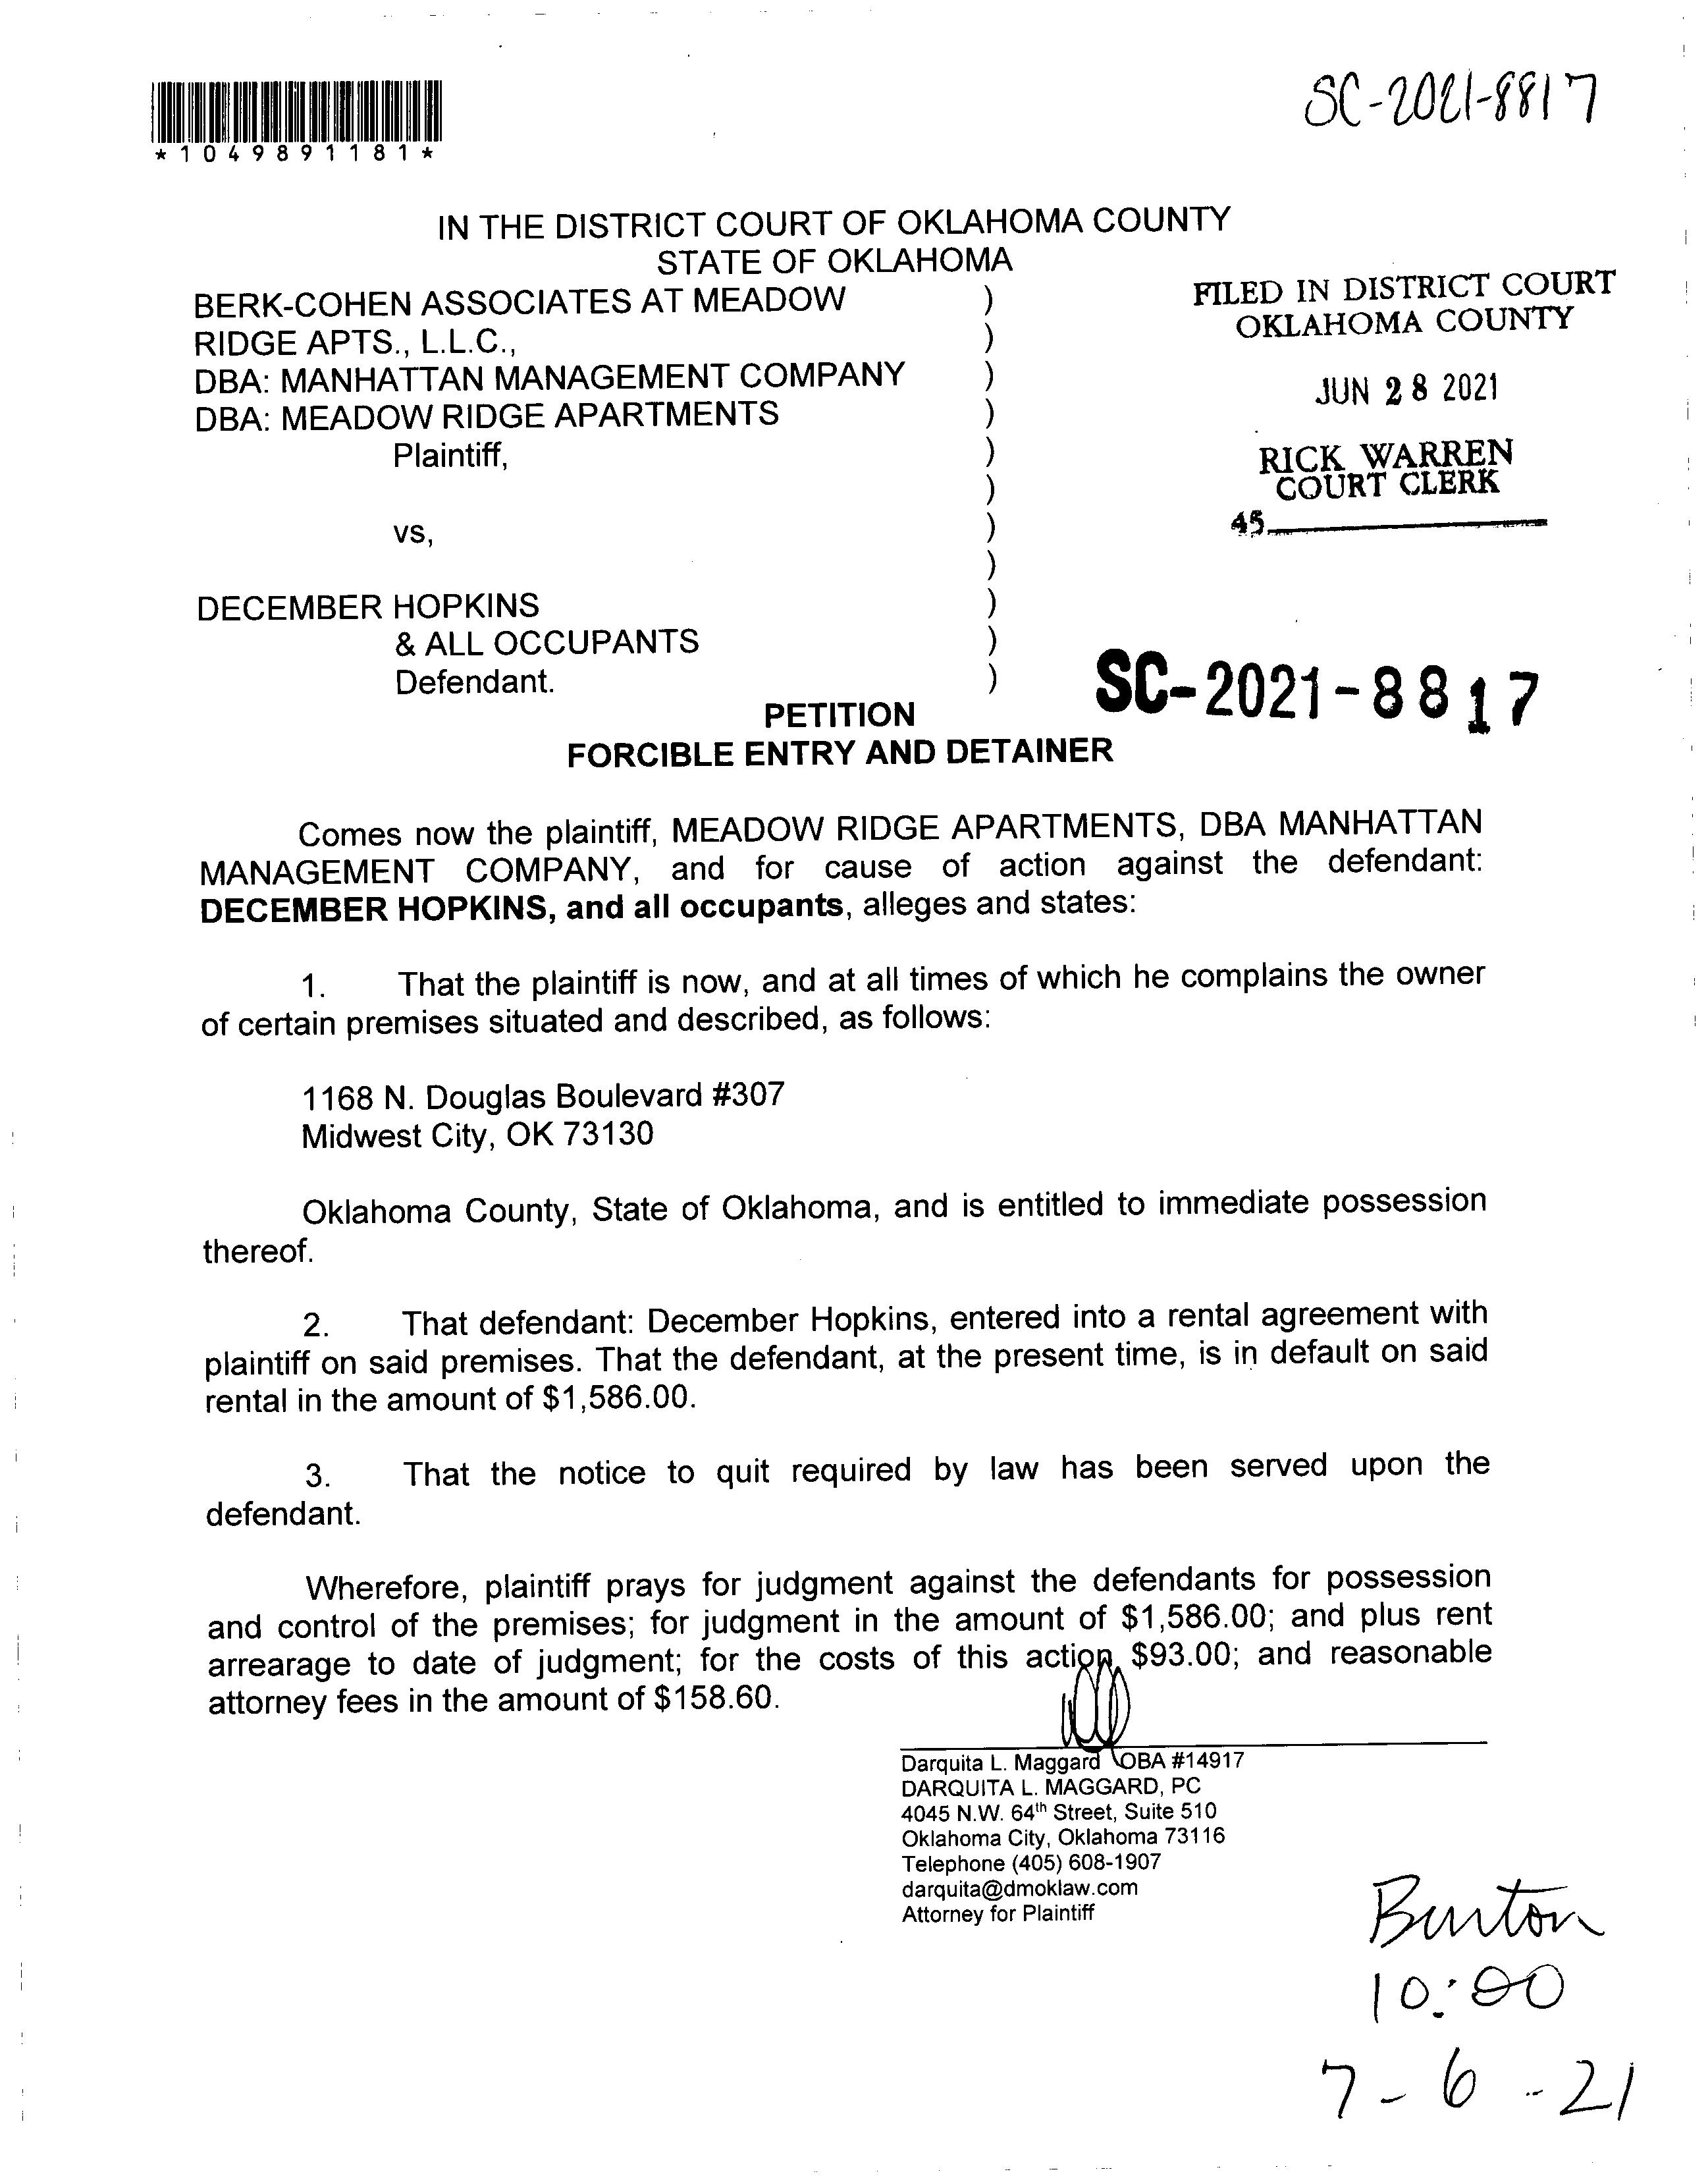 SC-2021-8817
*1049891181*
IN THE DISTRICT COURT OF OKLAHOMA COUNTY
STATE OF OKLAHOMA
BERK-COHEN ASSOCIATES AT MEADOW )
RIDGE APTS., L.L.C., )
DBA: MANHATTAN MANAGEMENT COMPANY )
DBA: MEADOW RIDGE APARTMENTS )
Plaintiff, )
)
vs, )
)
DECEMBER HOPKINS )
& ALL OCCUPANTS )
Defendant. )
FILED IN DISTRICT COURT
OKLAHOMA COUNTY
JUN 28 2021
RICK WARREN
COURT CLERK
45
SC-2021-8817
PETITION
FORCIBLE ENTRY AND DETAINER
Comes now the plaintiff, MEADOW RIDGE APARTMENTS, DBA MANHATTAN
MANAGEMENT COMPANY, and for cause of action against the defendant:
DECEMBER HOPKINS, and all occupants, alleges and states:
1. That the plaintiff is now, and at all times of which he complains the owner
of certain premises situated and described, as follows:
1168 N. Douglas Boulevard #307
Midwest City, OK 73130
Oklahoma County, State of Oklahoma, and is entitled to immediate possession
thereof.
2. That defendant: December Hopkins, entered into a rental agreement with
plaintiff on said premises. That the defendant, at the present time, is in default on said
rental in the amount of $1,586.00.
3. That the notice to quit required by law has been served upon the
defendant.
Wherefore, plaintiff prays for judgment against the defendants for possession
and control of the premises; for judgment in the amount of $1,586.00; and plus rent
arrearage to date of judgment; for the costs of this action, $93.00; and reasonable
attorney fees in the amount of $158.60.
Darquita L. Maggard OBA #14917
DARQUITA L. MAGGARD, PC
4045 N.W. 64th Street, Suite 510
Oklahoma City, Oklahoma 73116
Telephone (405) 608-1907
darquita@dmoklaw.com
Attorney for Plaintiff
Burton
10:00
7-6-21